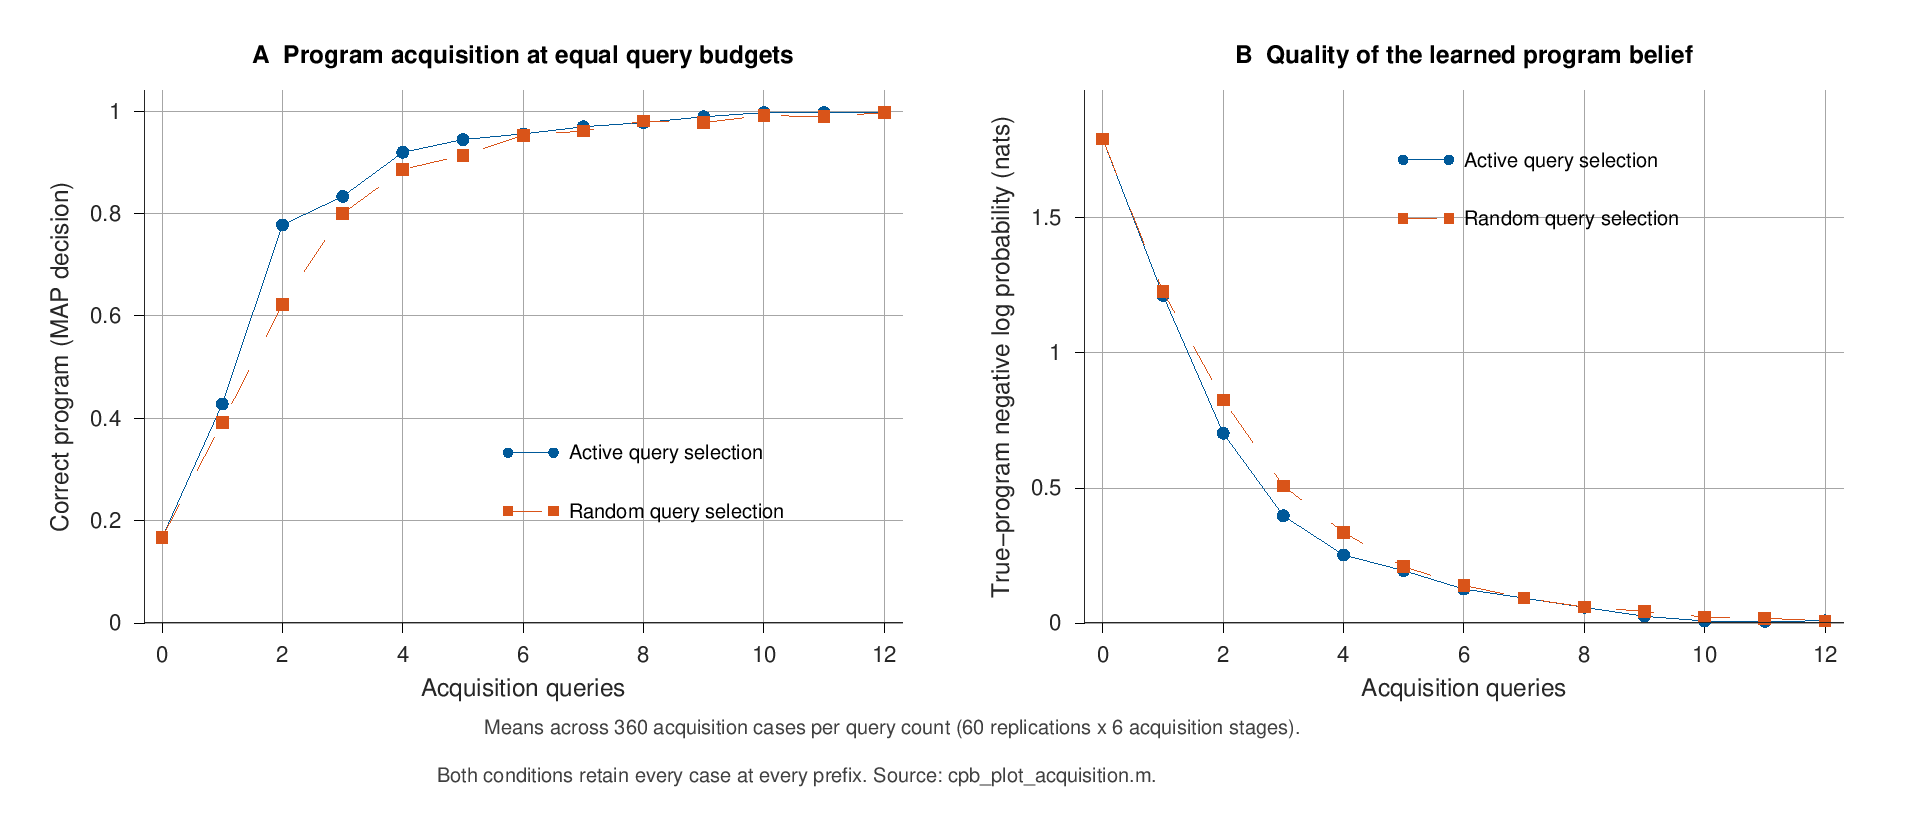 A  Program acquisition at equal query budgets
Correct program (MAP decision)
1
0.8
0.6
0.4
0.2
0
Active query selection
Random query selection
0 2 4 6 8 10 12
Acquisition queries
B  Quality of the learned program belief
True−program negative log probability (nats)
1.5
1
0.5
0
Active query selection
Random query selection
0 2 4 6 8 10 12
Acquisition queries
Means across 360 acquisition cases per query count (60 replications x 6 acquisition stages).
Both conditions retain every case at every prefix. Source: cpb_plot_acquisition.m.